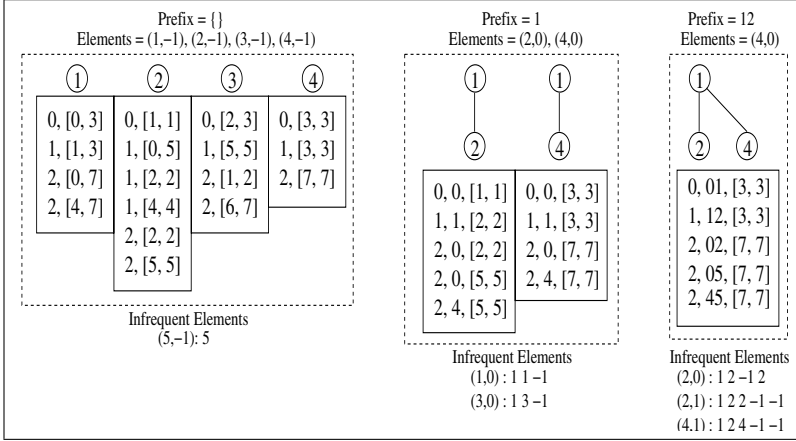 Prefix = {}
Elements = (1,−1), (2,−1), (3,−1), (4,−1)
1 2 3 4
0, [0, 3]
1, [1, 3]
2, [0, 7]
2, [4, 7]
0, [1, 1]
1, [0, 5]
1, [2, 2]
1, [4, 4]
2, [2, 2]
2, [5, 5]
0, [2, 3]
1, [5, 5]
2, [1, 2]
2, [6, 7]
0, [3, 3]
1, [3, 3]
2, [7, 7]
Infrequent Elements
(5,−1): 5
Prefix = 1
Elements = (2,0), (4,0)
1 1
2 4
0, 0, [1, 1]
1, 1, [2, 2]
2, 0, [2, 2]
2, 0, [5, 5]
2, 4, [5, 5]
0, 0, [3, 3]
1, 1, [3, 3]
2, 0, [7, 7]
2, 4, [7, 7]
Infrequent Elements
(1,0) : 1 1 −1
(3,0) : 1 3 −1
Prefix = 12
Elements = (4,0)
1
2 4
0, 01, [3, 3]
1, 12, [3, 3]
2, 02, [7, 7]
2, 05, [7, 7]
2, 45, [7, 7]
Infrequent Elements
(2,0) : 1 2 −1 2
(2,1) : 1 2 2 −1 −1
(4,1) : 1 2 4 −1 −1